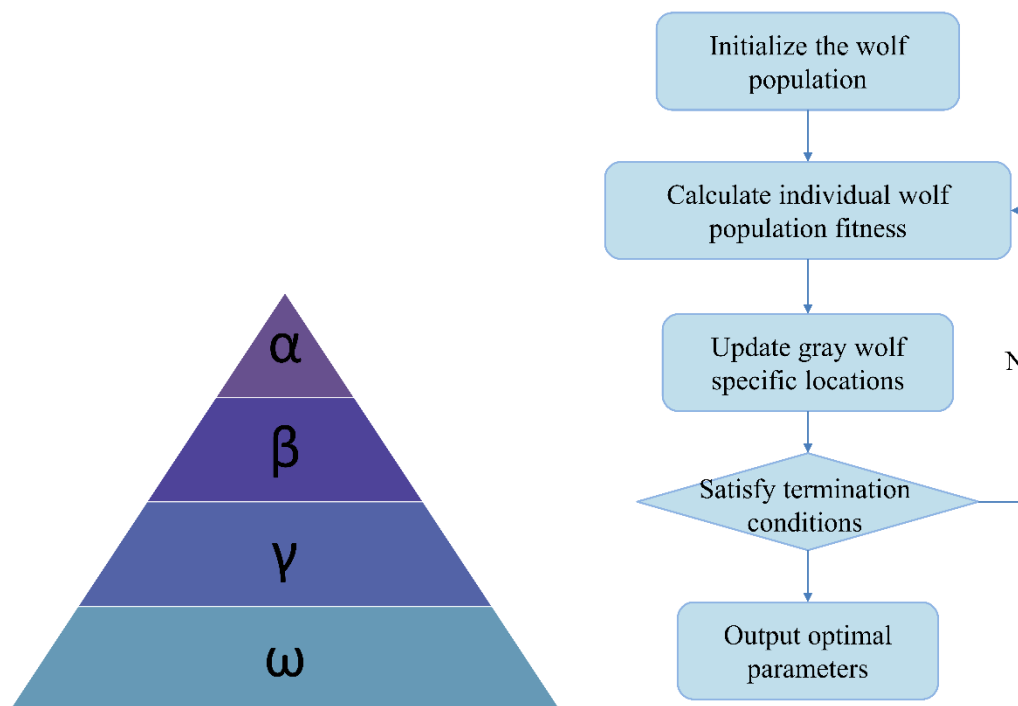 α
β
γ
ω
Initialize the wolf
population
Calculate individual wolf
population fitness
Update gray wolf
specific locations
N
Satisfy termination
conditions
Output optimal
parameters